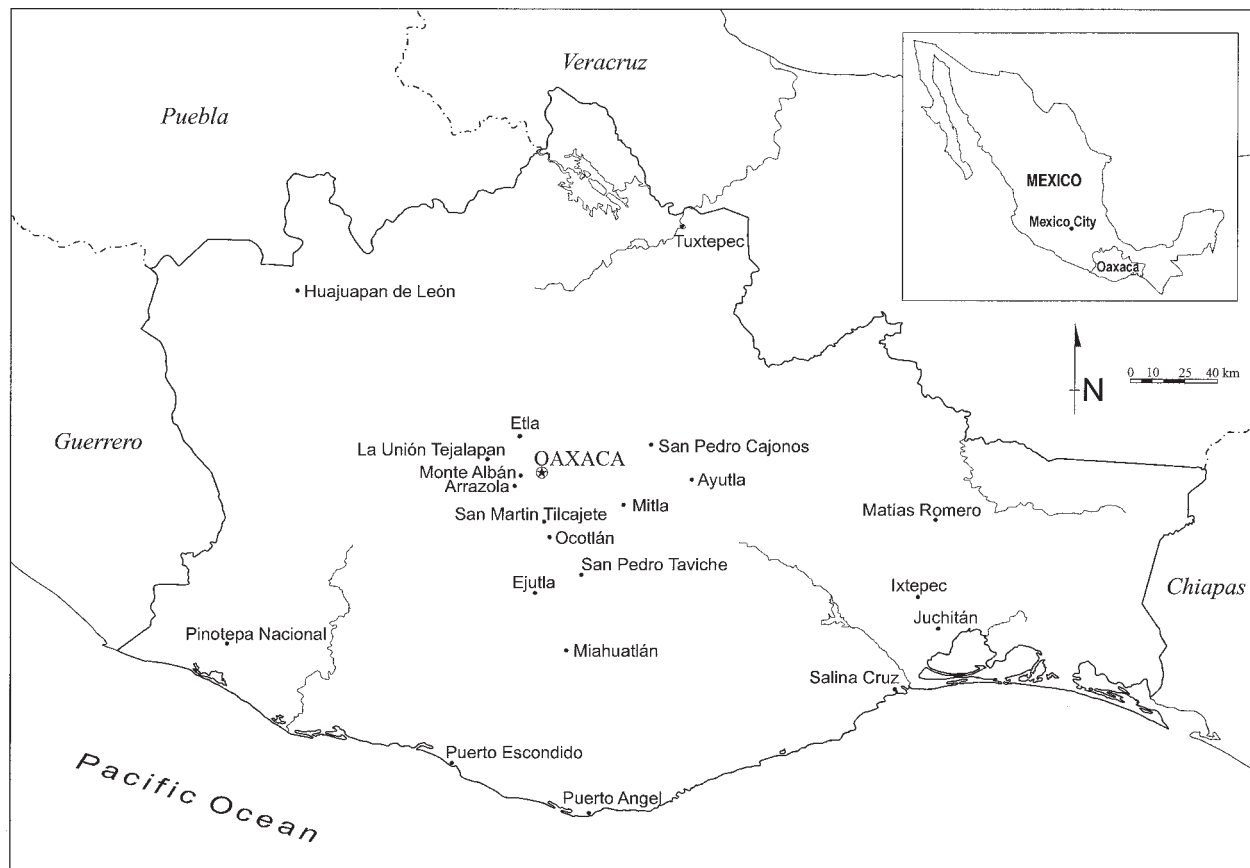 Veracruz
Puebla
MEXICO
Mexico City
Oaxaca
Tuxtepec
Huajuapan de León
N
0 10 25 40 km
Guerrero
Etla
La Unión Tejalapan
OAXACA
San Pedro Cajonos
Monte Albán
Arrazola
Ayutla
Mitla
San Martin Tilcajete
Matías Romero
Ocotlán
San Pedro Taviche
Ejutla
Ixtepec
Chiapas
Juchitán
Pinotepa Nacional
Miahuatlán
Salina Cruz
Puerto Escondido
Puerto Angel
Pacific Ocean